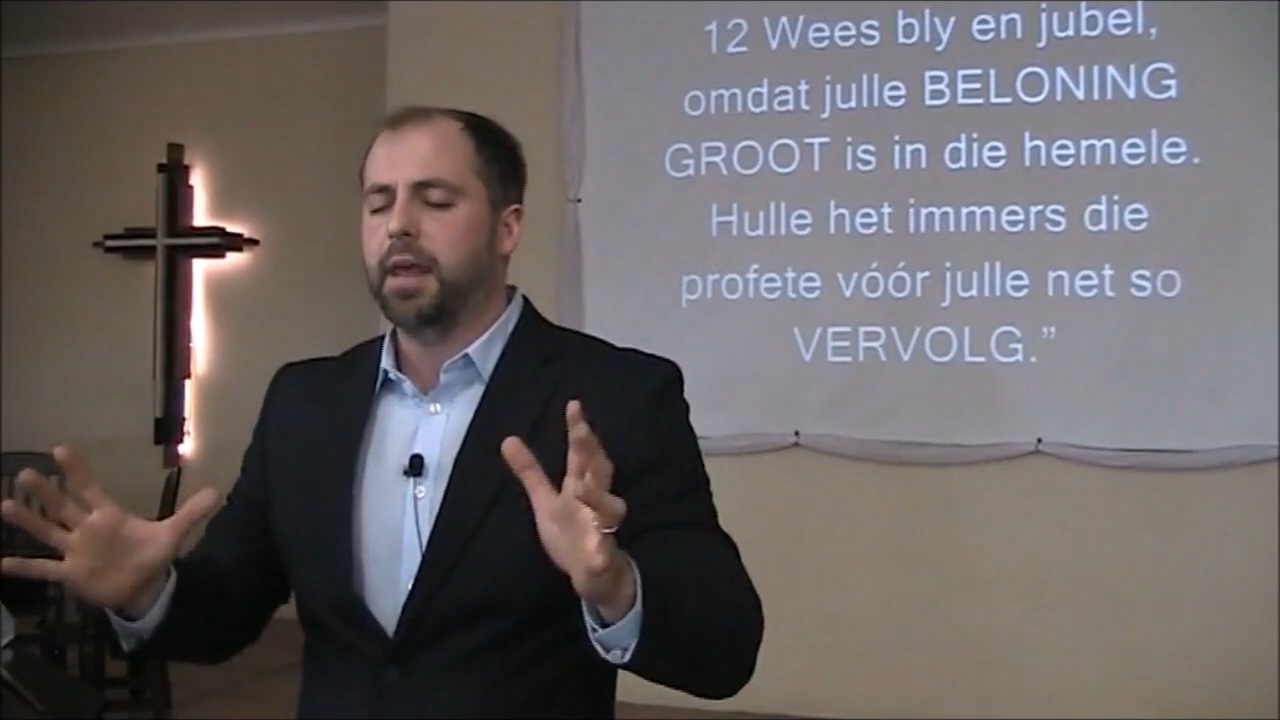 12 Wees bly en jubel,
omdat julle BELONING
GROOT is in die hemele.
Hulle het immers die
profete vóór julle net so
VERVOLG.”